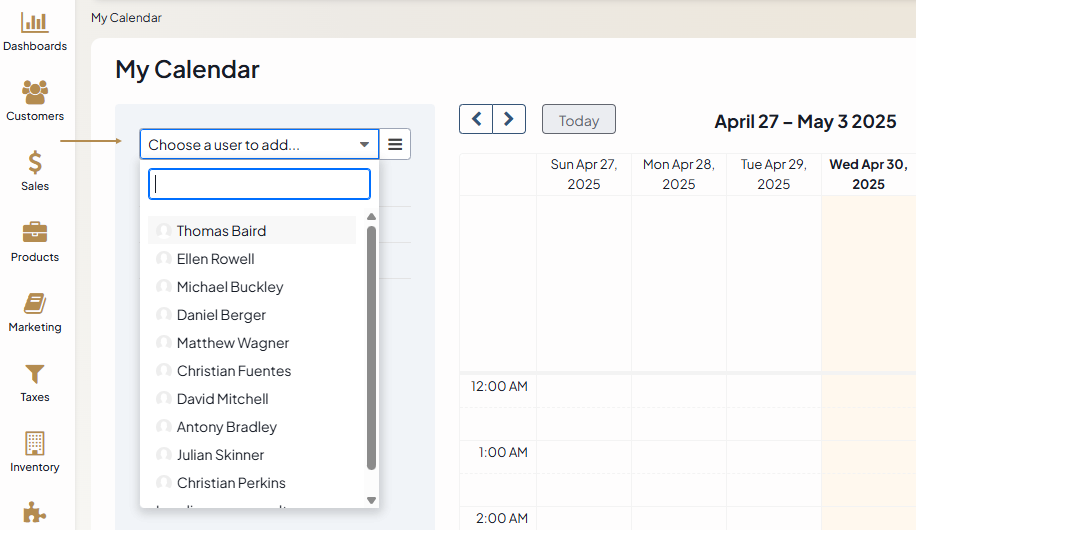 My Calendar
Dashboards
Customers
Sales
Products
Marketing
Taxes
Inventory
My Calendar
Choose a user to add...
Thomas Baird
Ellen Rowell
Michael Buckley
Daniel Berger
Matthew Wagner
Christian Fuentes
David Mitchell
Antony Bradley
Julian Skinner
Christian Perkins
Today
April 27 – May 3 2025
Sun Apr 27,
2025
Mon Apr 28,
2025
Tue Apr 29,
2025
Wed Apr 30,
2025
12:00 AM
1:00 AM
2:00 AM